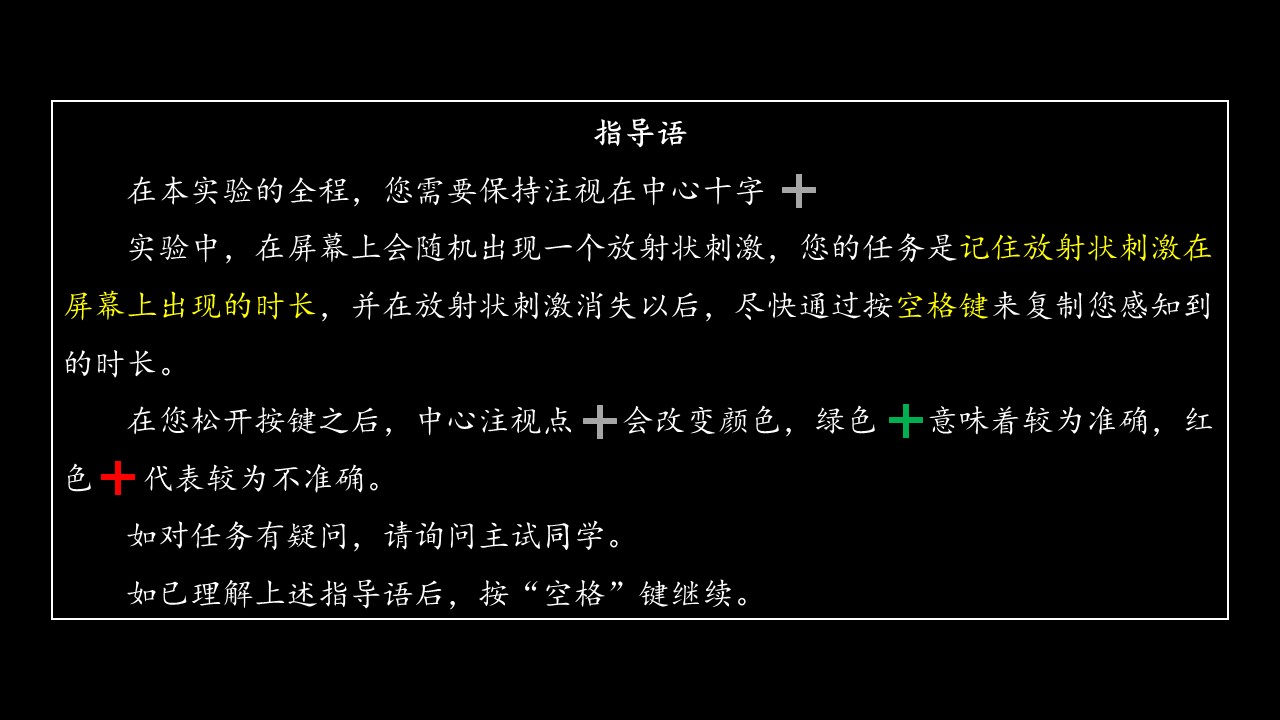 指导语
在本实验的全程，您需要保持注视在中心十字
实验中，在屏幕上会随机出现一个放射状刺激，您的任务是记住放射状刺激在
屏幕上出现的时长，并在放射状刺激消失以后，尽快通过按空格键来复制您感知到
的时长。
在您松开按键之后，中心注视点会改变颜色，绿色意味着较为准确，红
色代表较为不准确。
如对任务有疑问，请询问主试同学。
如已理解上述指导语后，按“空格”键继续。